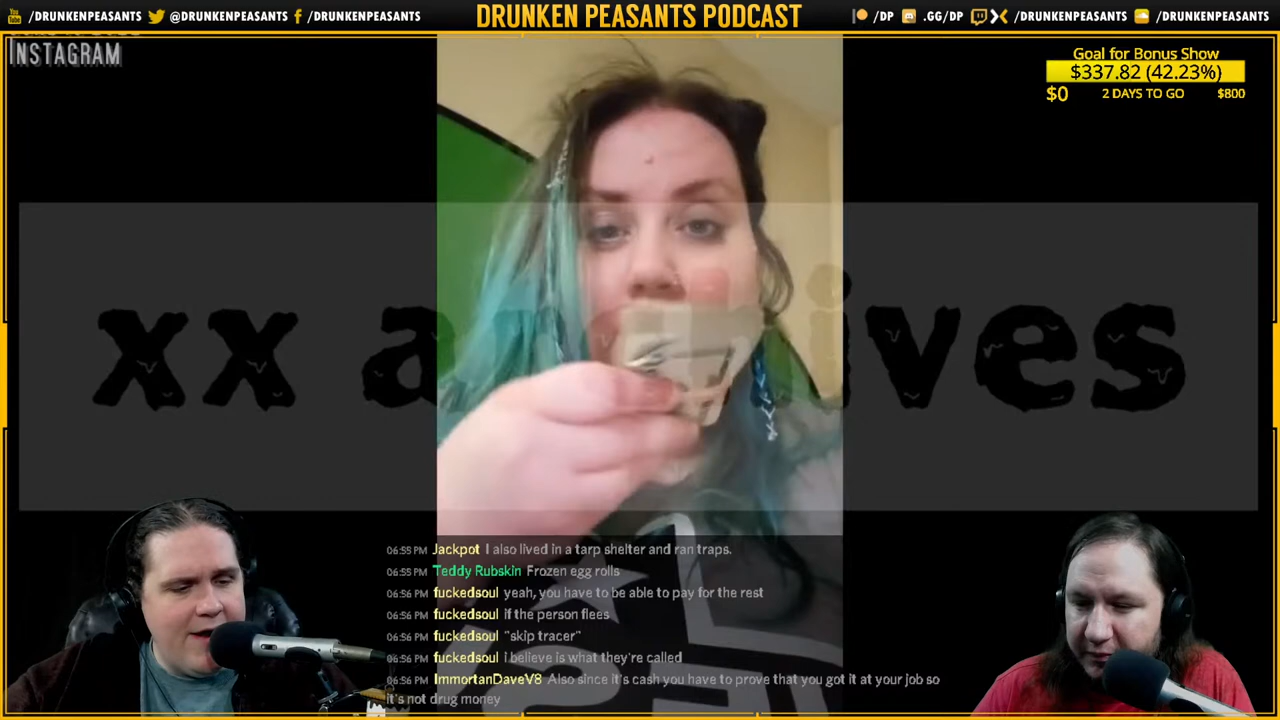 /DRUNKENPEASANTS @DRUNKENPEASANTS /DRUNKENPEASANTS DRUNKEN PEASANTS PODCAST /DP .GG/DP /DRUNKENPEASANTS /DRUNKENPEASANTS
INSTAGRAM
Goal for Bonus Show
$337.82 (42.23%)
$0 2 DAYS TO GO $800
xx archives
06:55 PM Jackpot I also lived in a tarp shelter and ran traps.
06:55 PM Teddy Rubskin Frozen egg rolls
06:56 PM fuckedsoul yeah, you have to be able to pay for the rest
06:56 PM fuckedsoul if the person flees
06:56 PM fuckedsoul "skip tracer"
06:56 PM fuckedsoul i believe is what they're called
06:56 PM ImmortanDaveV8 Also since it's cash you have to prove that you got it at your job so
it's not drug money